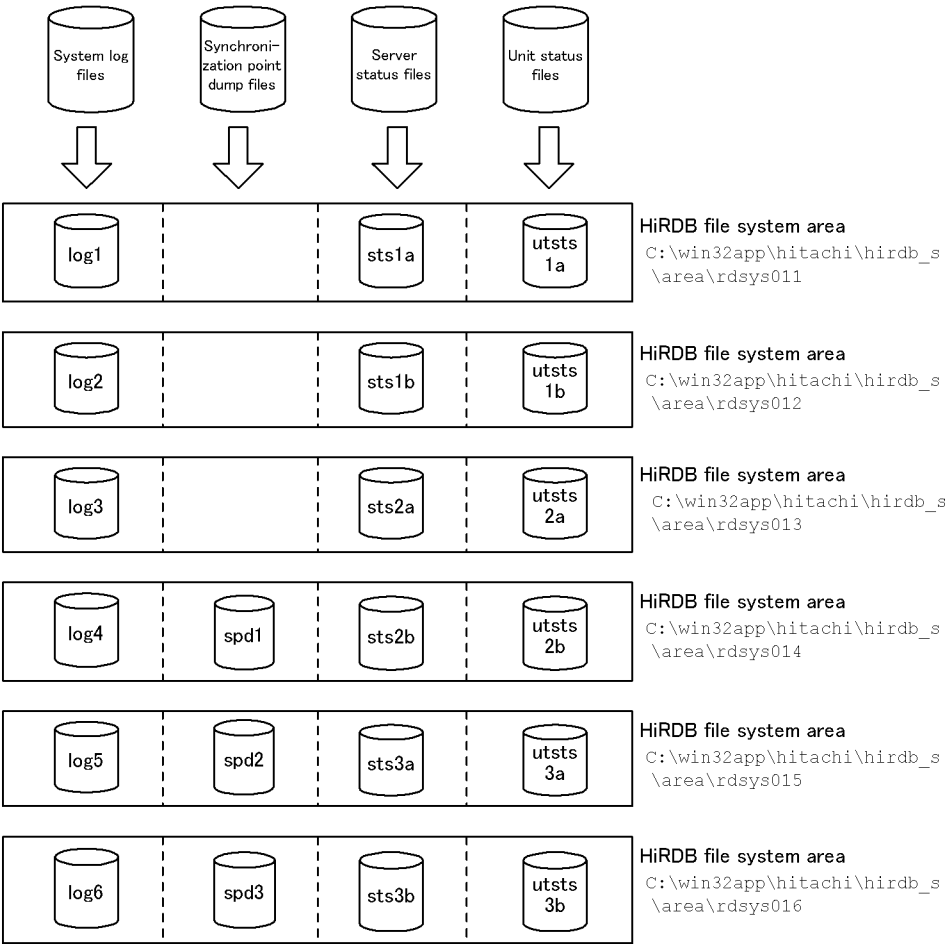 System log
files
Synchroni-
zation point
dump files
Server
status files
Unit status
files
log1
sts1a
utsts
1a
HiRDB file system area
C:\win32app\hitachi\hirdb_s
\area\rdsys011
log2
sts1b
utsts
1b
HiRDB file system area
C:\win32app\hitachi\hirdb_s
\area\rdsys012
log3
sts2a
utsts
2a
HiRDB file system area
C:\win32app\hitachi\hirdb_s
\area\rdsys013
log4
spd1
sts2b
utsts
2b
HiRDB file system area
C:\win32app\hitachi\hirdb_s
\area\rdsys014
log5
spd2
sts3a
utsts
3a
HiRDB file system area
C:\win32app\hitachi\hirdb_s
\area\rdsys015
log6
spd3
sts3b
utsts
3b
HiRDB file system area
C:\win32app\hitachi\hirdb_s
\area\rdsys016